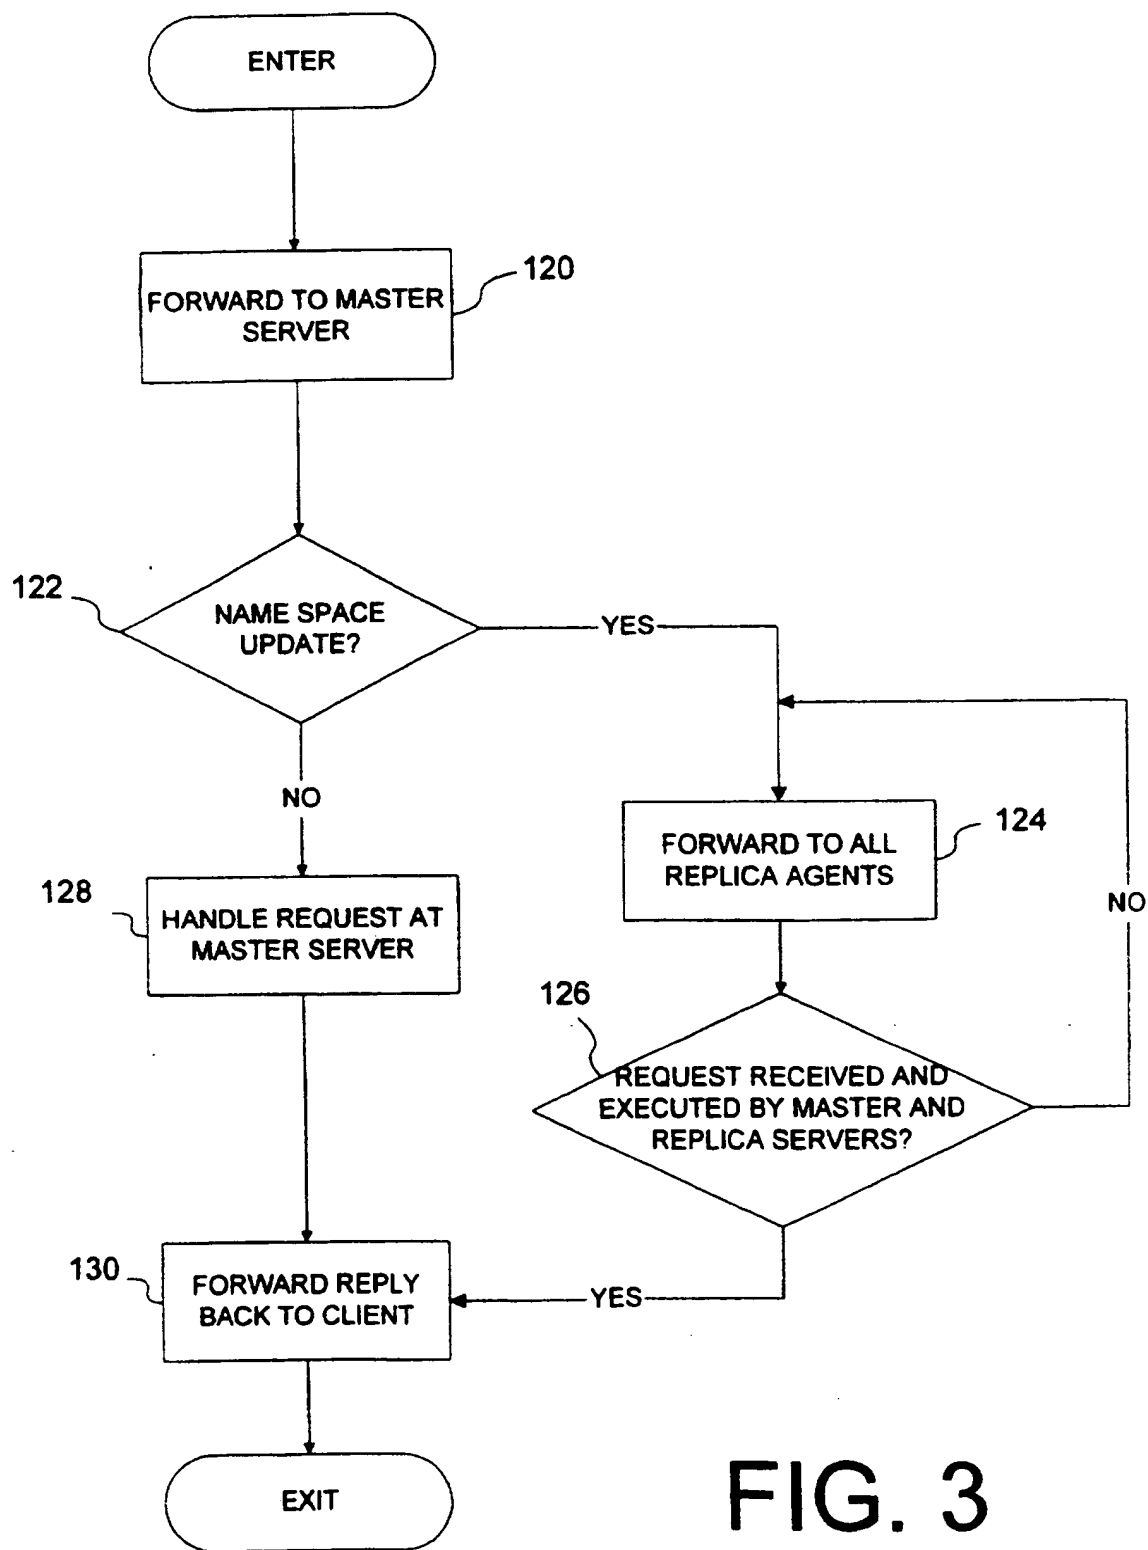 ENTER
120
FORWARD TO MASTER
SERVER
122
NAME SPACE
UPDATE?
YES
NO
124
FORWARD TO ALL
REPLICA AGENTS
NO
128
HANDLE REQUEST AT
MASTER SERVER
126
REQUEST RECEIVED AND
EXECUTED BY MASTER AND
REPLICA SERVERS?
130
FORWARD REPLY
BACK TO CLIENT
YES
EXIT
FIG. 3